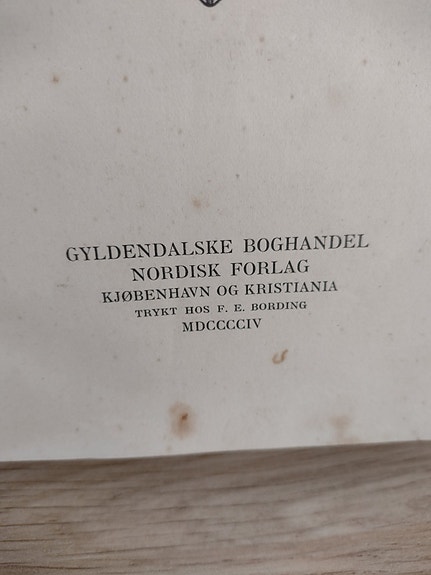 GYLDENDALSKE BOGHANDEL
NORDISK FORLAG
KJØBENHAVN OG KRISTIANIA
TRYKT HOS F. E. BORDING
MDCCCCIV